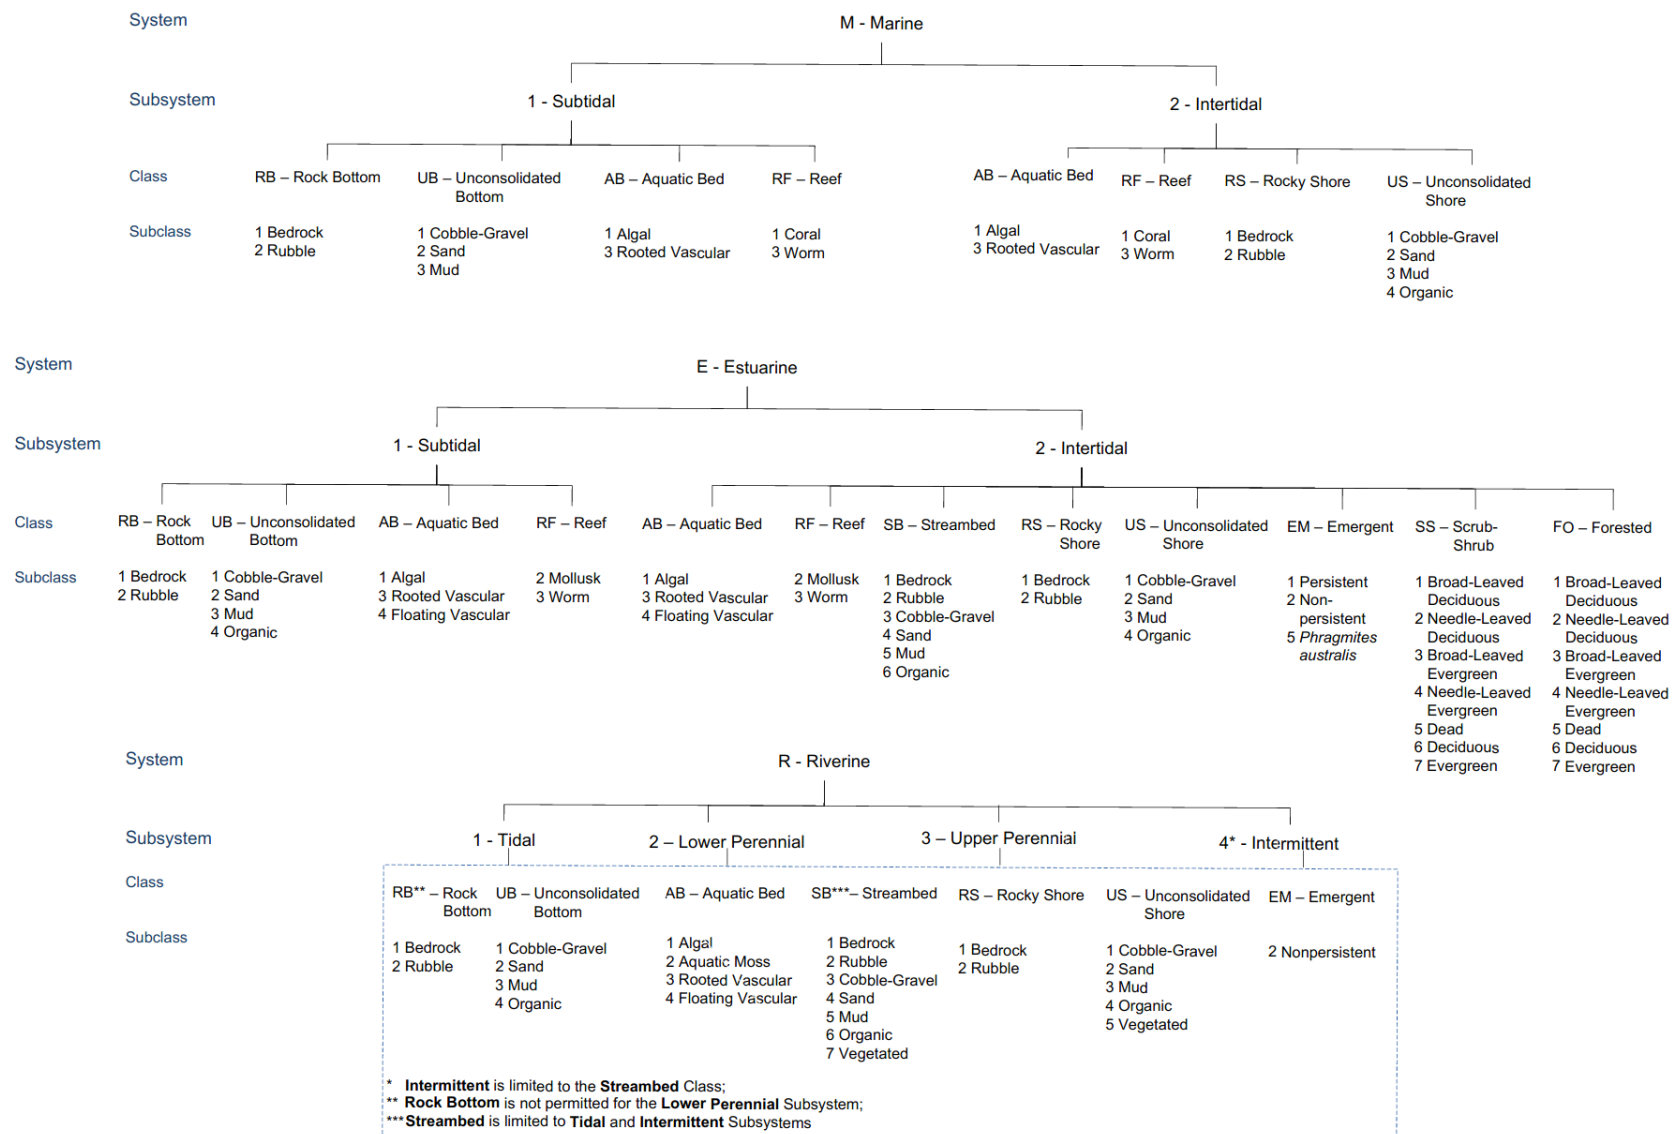 System
M - Marine
Subsystem
1 - Subtidal
2 - Intertidal
Class
RB – Rock Bottom
UB – Unconsolidated
Bottom
AB – Aquatic Bed
RF – Reef
AB – Aquatic Bed
RF – Reef
RS – Rocky Shore
US – Unconsolidated
Shore
Subclass
1 Bedrock
2 Rubble
1 Cobble-Gravel
2 Sand
3 Mud
1 Algal
3 Rooted Vascular
1 Coral
3 Worm
1 Algal
3 Rooted Vascular
1 Coral
3 Worm
1 Bedrock
2 Rubble
1 Cobble-Gravel
2 Sand
3 Mud
4 Organic
System
E - Estuarine
Subsystem
1 - Subtidal
2 - Intertidal
Class
RB – Rock
Bottom
UB – Unconsolidated
Bottom
AB – Aquatic Bed
RF – Reef
AB – Aquatic Bed
RF – Reef
SB – Streambed
RS – Rocky
Shore
US – Unconsolidated
Shore
EM – Emergent
SS – Scrub-
Shrub
FO – Forested
Subclass
1 Bedrock
2 Rubble
1 Cobble-Gravel
2 Sand
3 Mud
4 Organic
1 Algal
3 Rooted Vascular
4 Floating Vascular
2 Mollusk
3 Worm
1 Algal
3 Rooted Vascular
4 Floating Vascular
2 Mollusk
3 Worm
1 Bedrock
2 Rubble
3 Cobble-Gravel
4 Sand
5 Mud
6 Organic
1 Bedrock
2 Rubble
1 Cobble-Gravel
2 Sand
3 Mud
4 Organic
1 Persistent
2 Non-
persistent
5 Phragmites
australis
1 Broad-Leaved
Deciduous
2 Needle-Leaved
Deciduous
3 Broad-Leaved
Evergreen
4 Needle-Leaved
Evergreen
5 Dead
6 Deciduous
7 Evergreen
1 Broad-Leaved
Deciduous
2 Needle-Leaved
Deciduous
3 Broad-Leaved
Evergreen
4 Needle-Leaved
Evergreen
5 Dead
6 Deciduous
7 Evergreen
System
R - Riverine
Subsystem
1 - Tidal
2 – Lower Perennial
3 – Upper Perennial
4* - Intermittent
Class
RB** – Rock
Bottom
UB – Unconsolidated
Bottom
AB – Aquatic Bed
SB***– Streambed
RS – Rocky Shore
US – Unconsolidated
Shore
EM – Emergent
Subclass
1 Bedrock
2 Rubble
1 Cobble-Gravel
2 Sand
3 Mud
4 Organic
1 Algal
2 Aquatic Moss
3 Rooted Vascular
4 Floating Vascular
1 Bedrock
2 Rubble
3 Cobble-Gravel
4 Sand
5 Mud
6 Organic
7 Vegetated
1 Bedrock
2 Rubble
1 Cobble-Gravel
2 Sand
3 Mud
4 Organic
5 Vegetated
2 Nonpersistent
* Intermittent is limited to the Streambed Class;
** Rock Bottom is not permitted for the Lower Perennial Subsystem;
***Streambed is limited to Tidal and Intermittent Subsystems